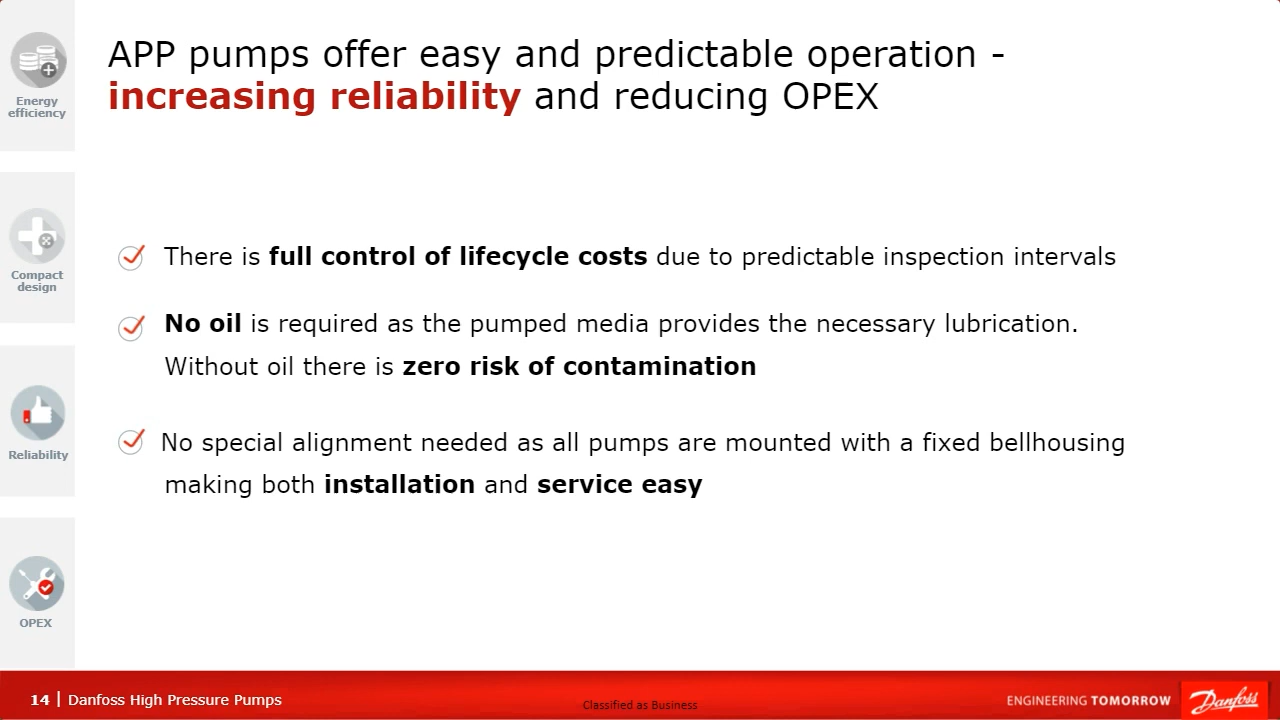 APP pumps offer easy and predictable operation -
increasing reliability and reducing OPEX
Energy
efficiency
Compact
design
Reliability
OPEX
There is full control of lifecycle costs due to predictable inspection intervals
No oil is required as the pumped media provides the necessary lubrication.
Without oil there is zero risk of contamination
No special alignment needed as all pumps are mounted with a fixed bellhousing
making both installation and service easy
14 | Danfoss High Pressure Pumps
Classified as Business
ENGINEERING TOMORROW
Danfoss